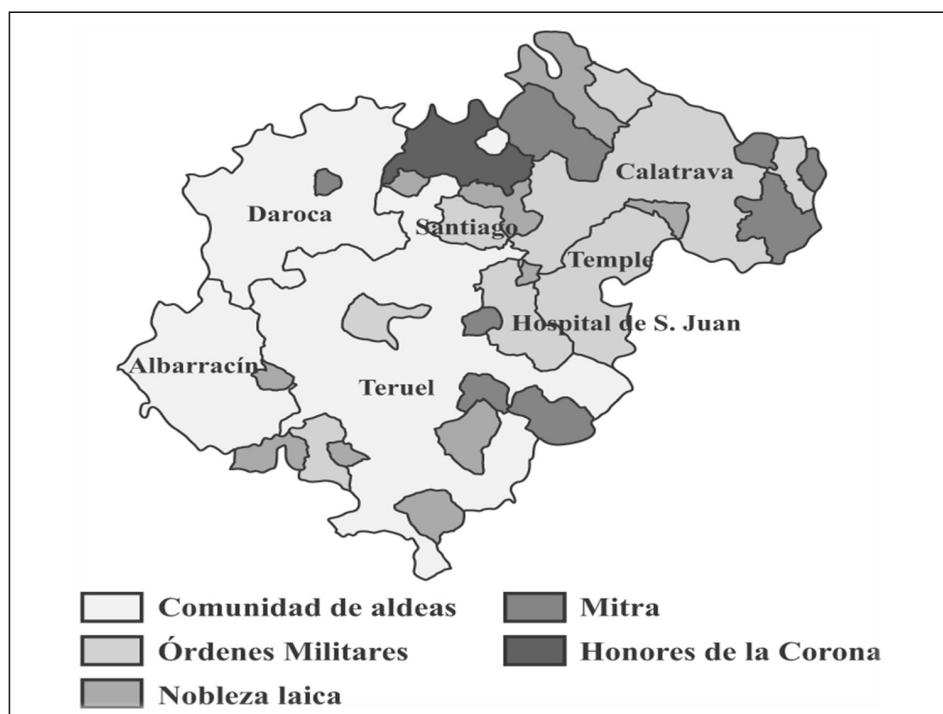 Calatrava
Daroca
Santiago
Temple
Hospital de S. Juan
Albarracín
Teruel
Comunidad de aldeas
Órdenes Militares
Nobleza laica
Mitra
Honores de la Corona